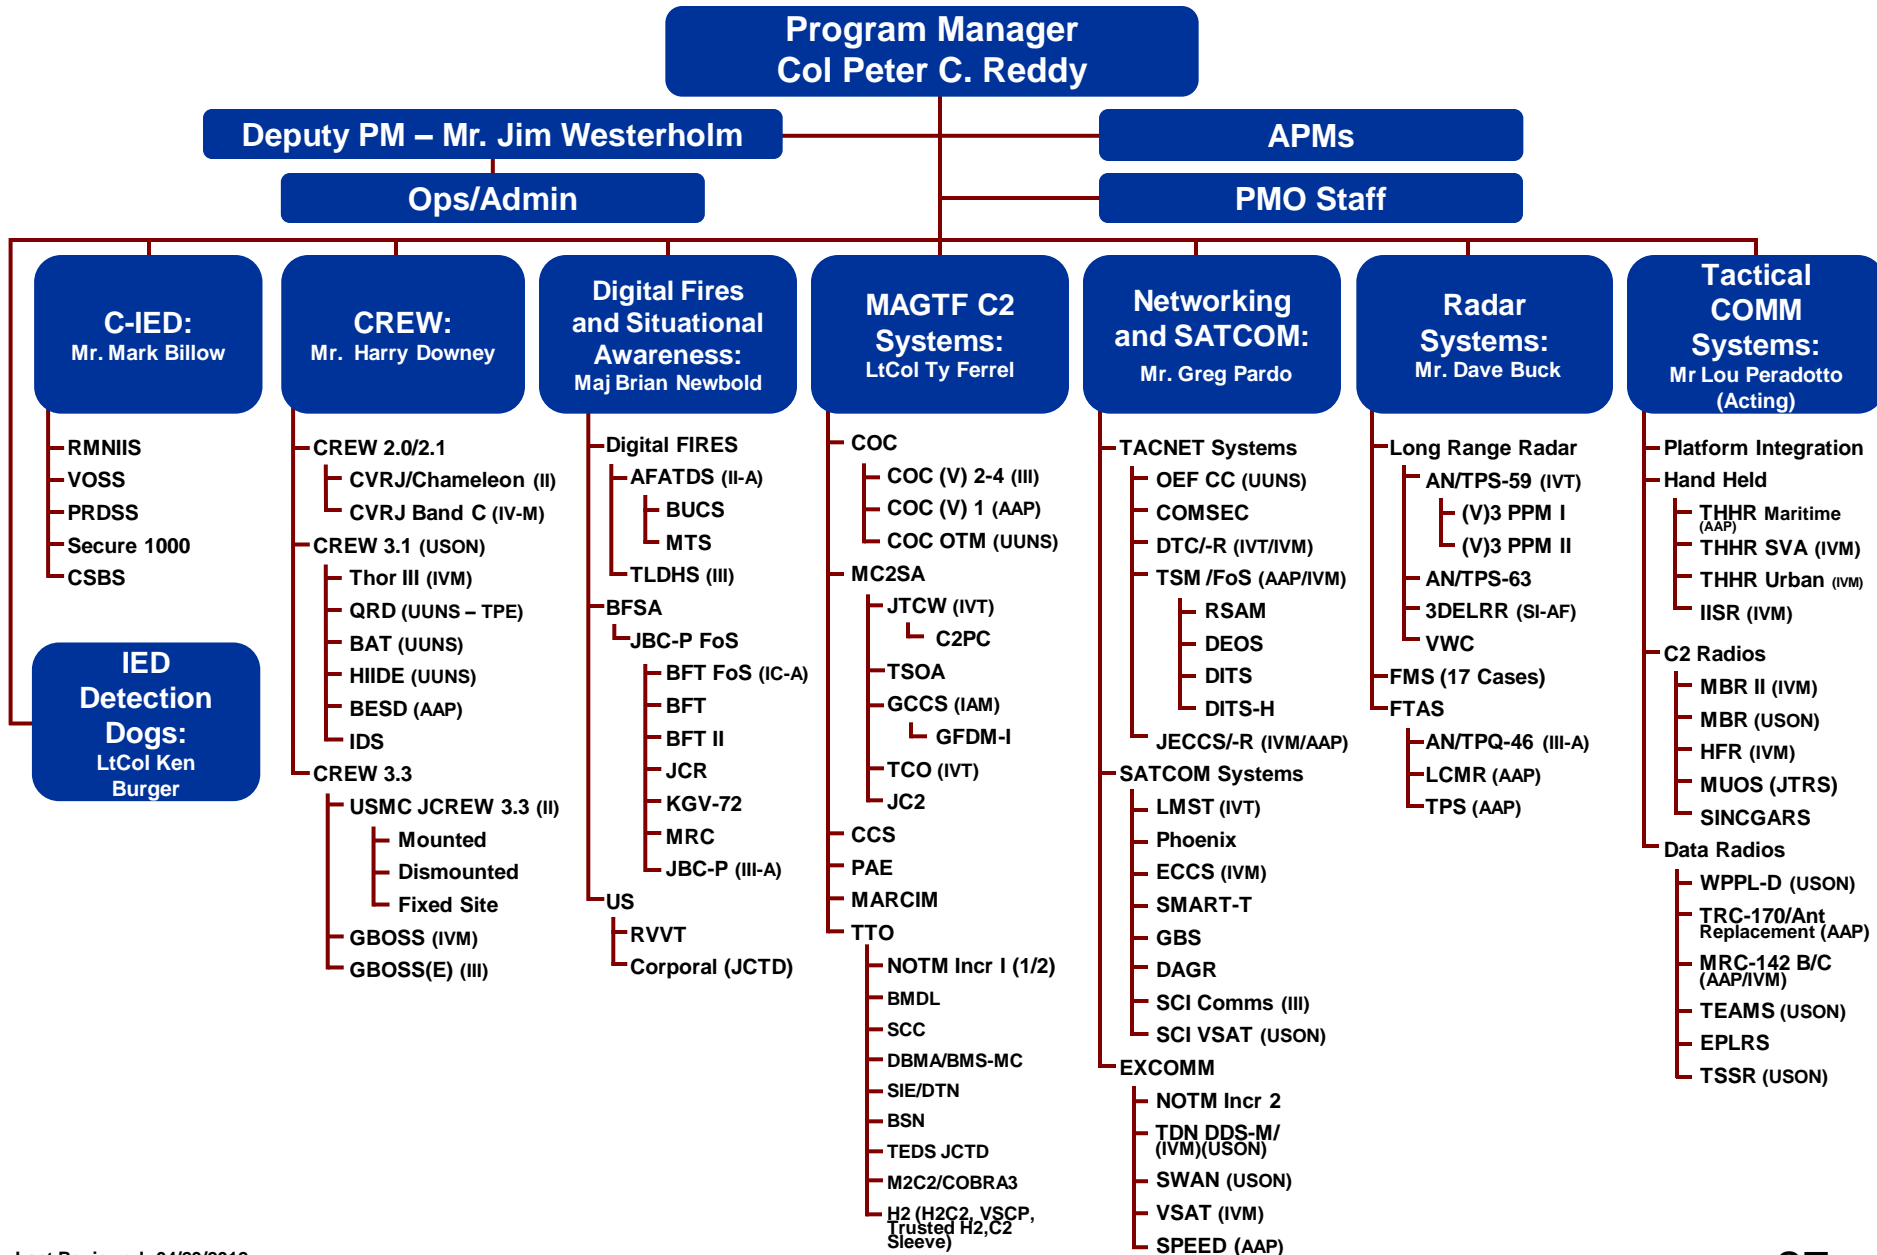 Program Manager
Col Peter C. Reddy
Deputy PM – Mr. Jim Westerholm
APMs
Ops/Admin
PMO Staff
C-IED:
Mr. Mark Billow
RMNIIS
VOSS
PRDSS
Secure 1000
CSBS
IED
Detection
Dogs:
LtCol Ken
Burger
CREW:
Mr. Harry Downey
CREW 2.0/2.1
CVRJ/Chameleon (II)
CVRJ Band C (IV-M)
CREW 3.1 (USON)
Thor III (IVM)
QRD (UUNS – TPE)
BAT (UUNS)
HIIDE (UUNS)
BESD (AAP)
IDS
CREW 3.3
USMC JCREW 3.3 (II)
Mounted
Dismounted
Fixed Site
GBOSS (IVM)
GBOSS(E) (III)
Digital Fires
and Situational
Awareness:
Maj Brian Newbold
Digital FIRES
AFATDS (II-A)
BUCS
MTS
TLDHS (III)
BFSA
JBC-P FoS
BFT FoS (IC-A)
BFT
BFT II
JCR
KGV-72
MRC
JBC-P (III-A)
US
RVVT
Corporal (JCTD)
MAGTF C2
Systems:
LtCol Ty Ferrel
COC
COC (V) 2-4 (III)
COC (V) 1 (AAP)
COC OTM (UUNS)
MC2SA
JTCW (IVT)
C2PC
TSOA
GCCS (IAM)
GFDM-I
TCO (IVT)
JC2
CCS
PAE
MARCIM
TTO
NOTM Incr I (1/2)
BMDL
SCC
DBMA/BMS-MC
SIE/DTN
BSN
TEDS JCTD
M2C2/COBRA3
H2 (H2C2, VSCP,
Trusted H2,C2
Sleeve)
Networking
and SATCOM:
Mr. Greg Pardo
TACNET Systems
OEF CC (UUNS)
COMSEC
DTC/-R (IVT/IVM)
TSM /FoS (AAP/IVM)
RSAM
DEOS
DITS
DITS-H
JECCS/-R (IVM/AAP)
SATCOM Systems
LMST (IVT)
Phoenix
ECCS (IVM)
SMART-T
GBS
DAGR
SCI Comms (III)
SCI VSAT (USON)
EXCOMM
NOTM Incr 2
TDN DDS-M/
(IVM)(USON)
SWAN (USON)
VSAT (IVM)
SPEED (AAP)
Radar
Systems:
Mr. Dave Buck
Long Range Radar
AN/TPS-59 (IVT)
(V)3 PPM I
(V)3 PPM II
AN/TPS-63
3DELRR (SI-AF)
VWC
FMS (17 Cases)
FTAS
AN/TPQ-46 (III-A)
LCMR (AAP)
TPS (AAP)
Tactical
COMM
Systems:
Mr Lou Peradotto
(Acting)
Platform Integration
Hand Held
THHR Maritime
(AAP)
THHR SVA (IVM)
THHR Urban (IVM)
IISR (IVM)
C2 Radios
MBR II (IVM)
MBR (USON)
HFR (IVM)
MUOS (JTRS)
SINCGARS
Data Radios
WPPL-D (USON)
TRC-170/Ant
Replacement (AAP)
MRC-142 B/C
(AAP/IVM)
TEAMS (USON)
EPLRS
TSSR (USON)